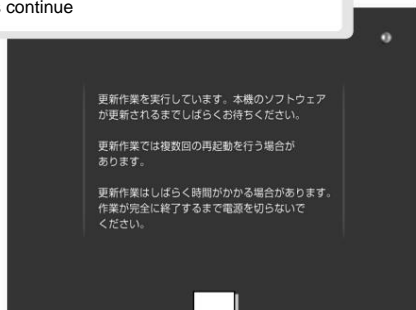 continue
更新作業を実行しています。本機のソフトウェア
が更新されるまでしばらくお待ちください。
更新作業では複数回の再起動を行う場合が
あります。
更新作業はしばらく時間がかかる場合があります。
作業が完全に終了するまで電源を切らないで
ください。